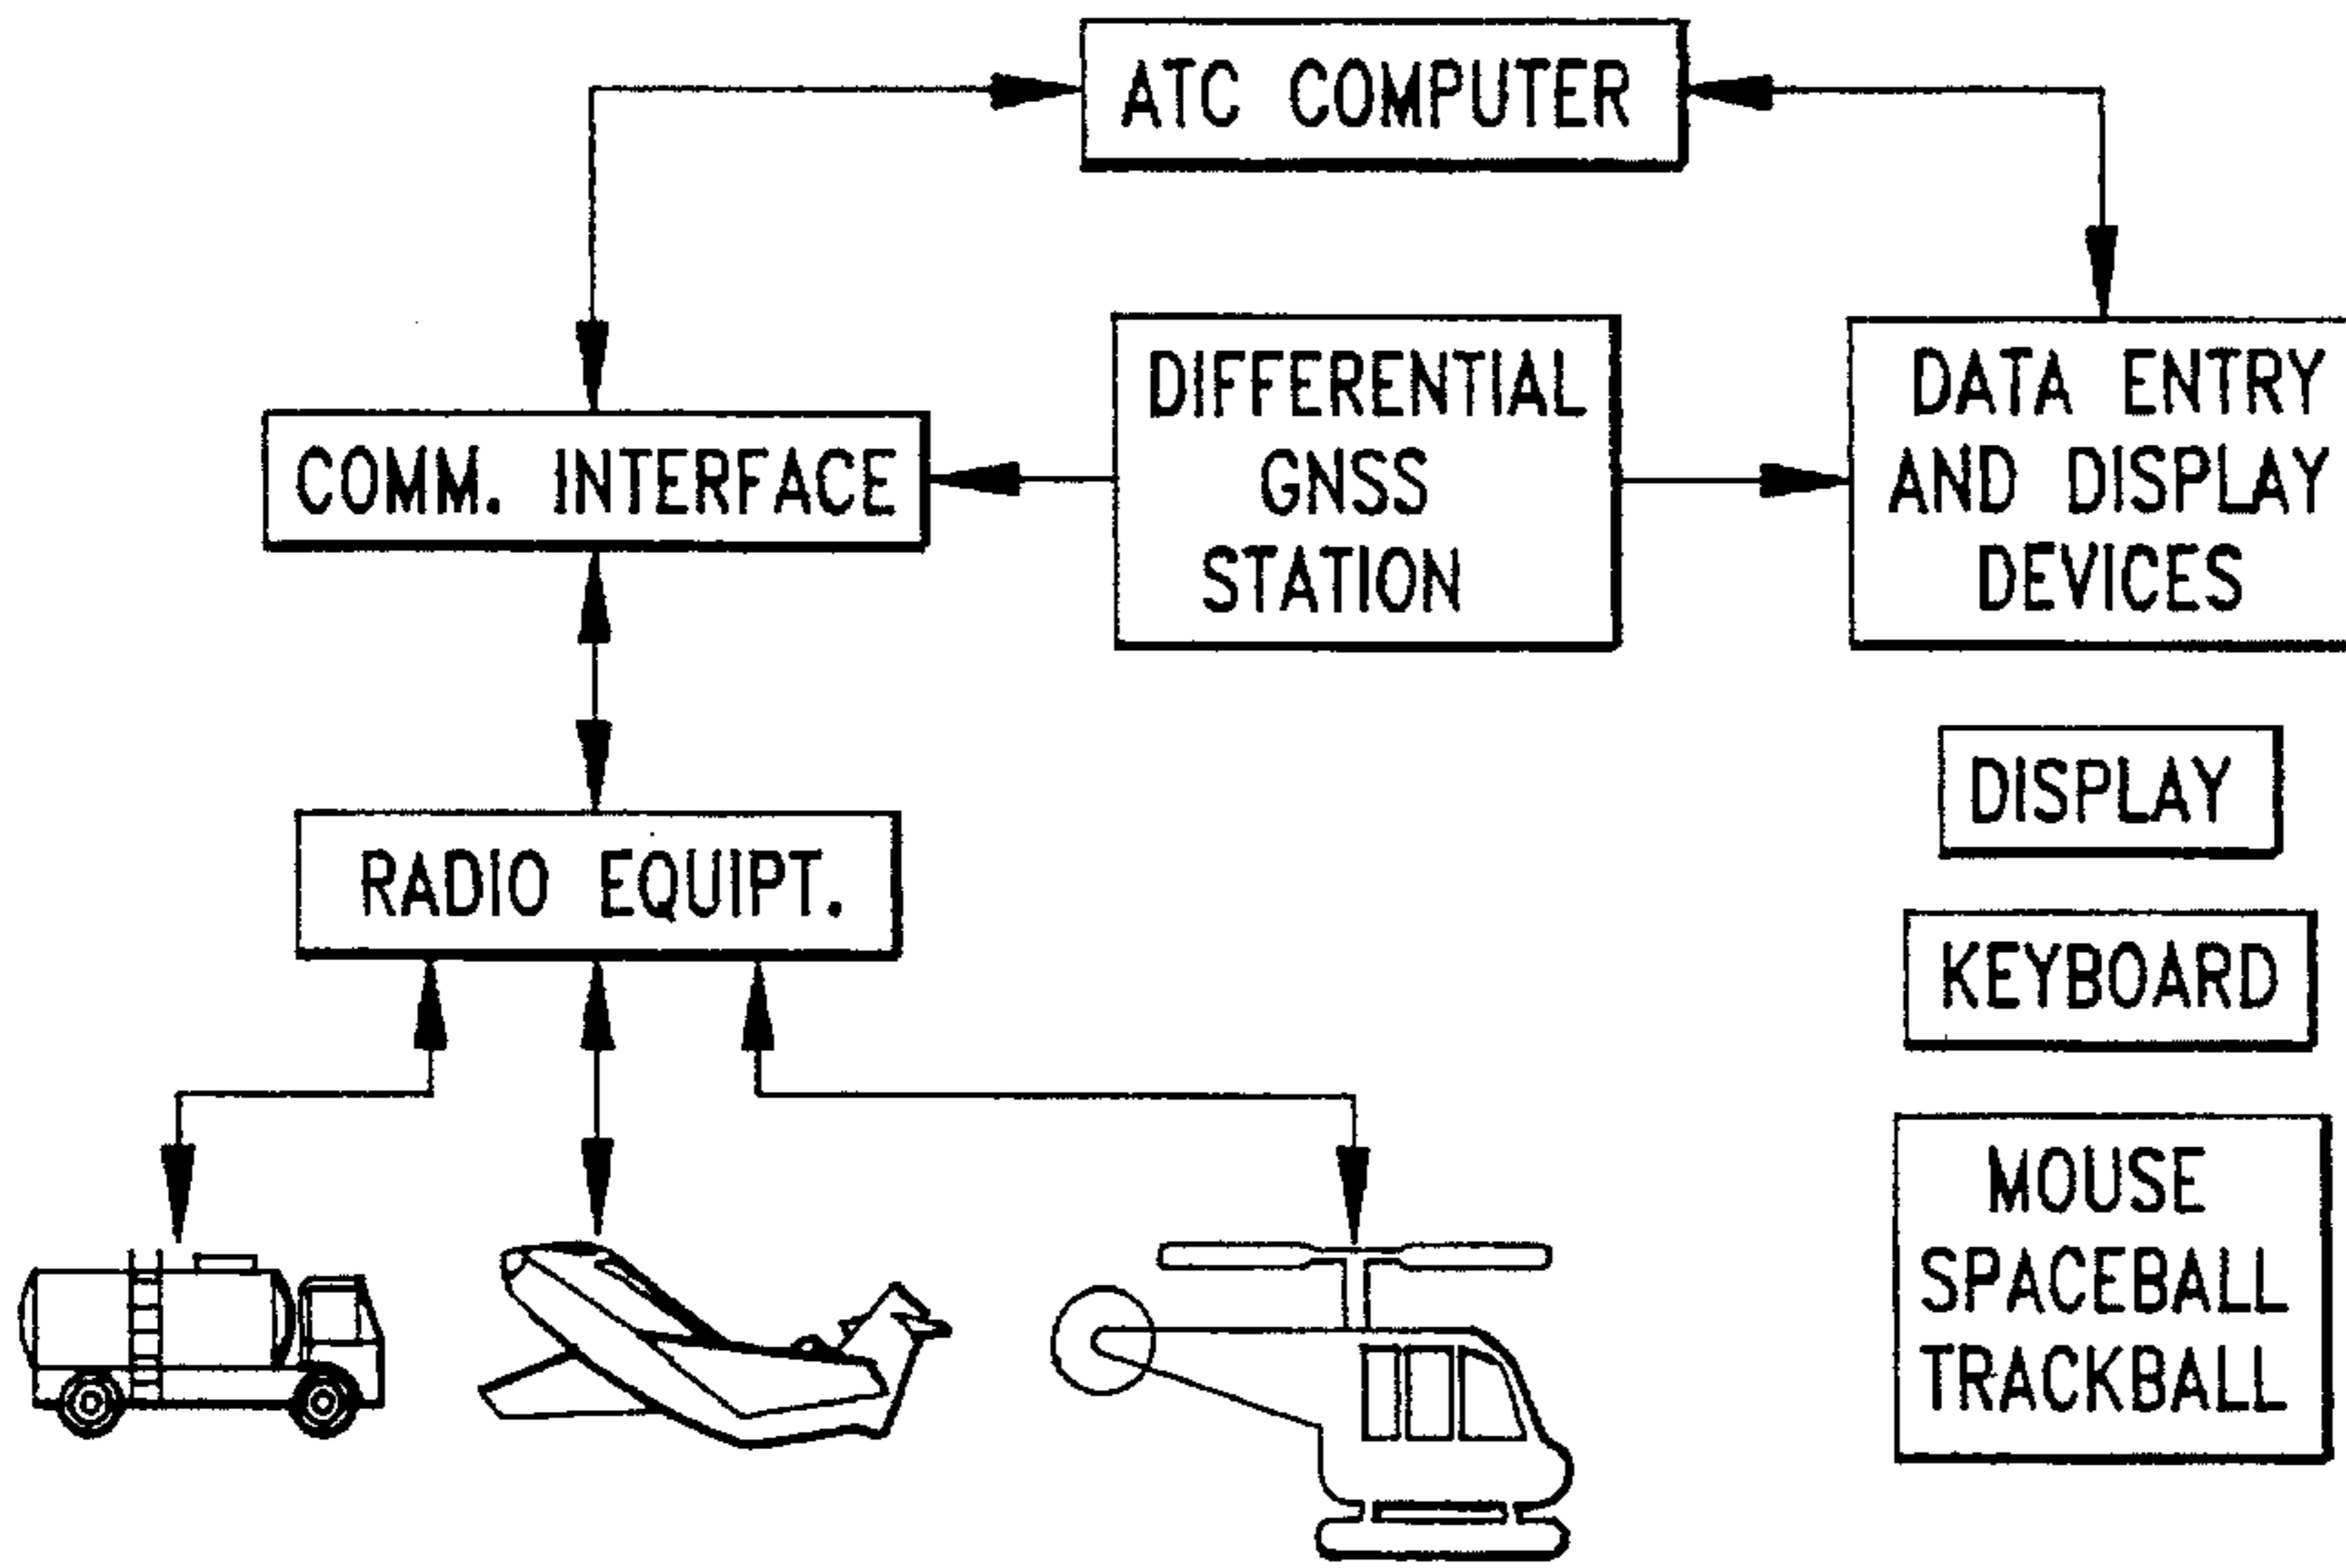 ATC COMPUTER
COMM. INTERFACE
DIFFERENTIAL
GNSS
STATION
DATA ENTRY
AND DISPLAY
DEVICES
RADIO EQUIPT.
DISPLAY
KEYBOARD
MOUSE
SPACEBALL
TRACKBALL